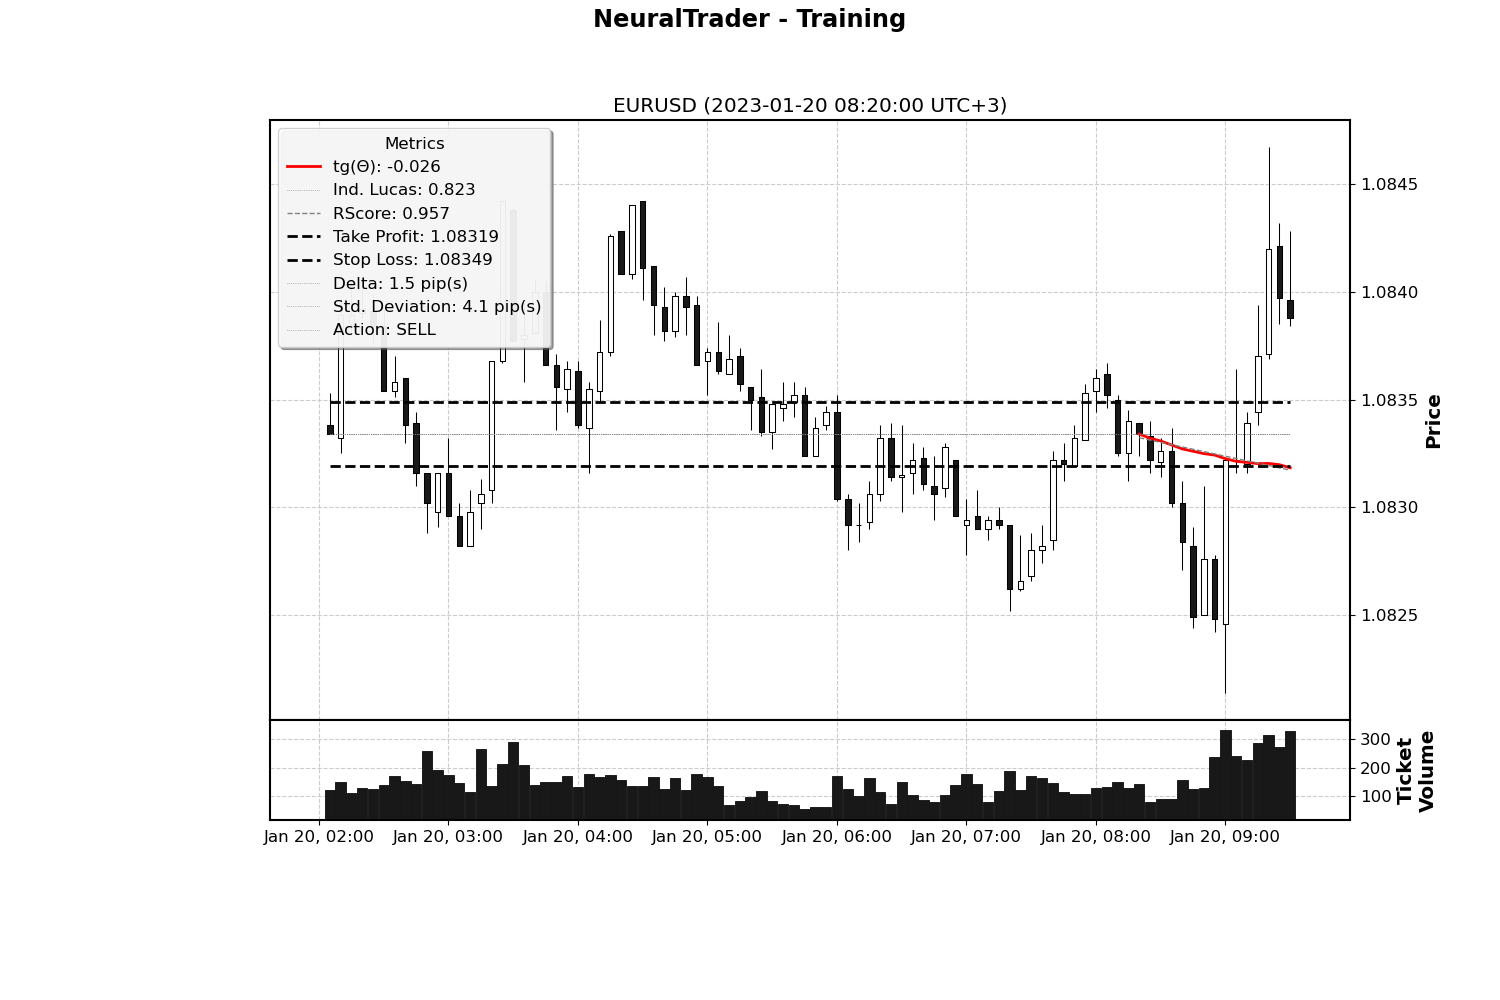 NeuralTrader - Training
EURUSD (2023-01-20 08:20:00 UTC+3)
Metrics
tg(Θ): -0.026
Ind. Lucas: 0.823
RScore: 0.957
Take Profit: 1.08319
Stop Loss: 1.08349
Delta: 1.5 pip(s)
Std. Deviation: 4.1 pip(s)
Action: SELL
1.0845
1.0840
1.0835
1.0830
1.0825
Price
300
200
100
Ticket
Volume
Jan 20, 02:00
Jan 20, 03:00
Jan 20, 04:00
Jan 20, 05:00
Jan 20, 06:00
Jan 20, 07:00
Jan 20, 08:00
Jan 20, 09:00